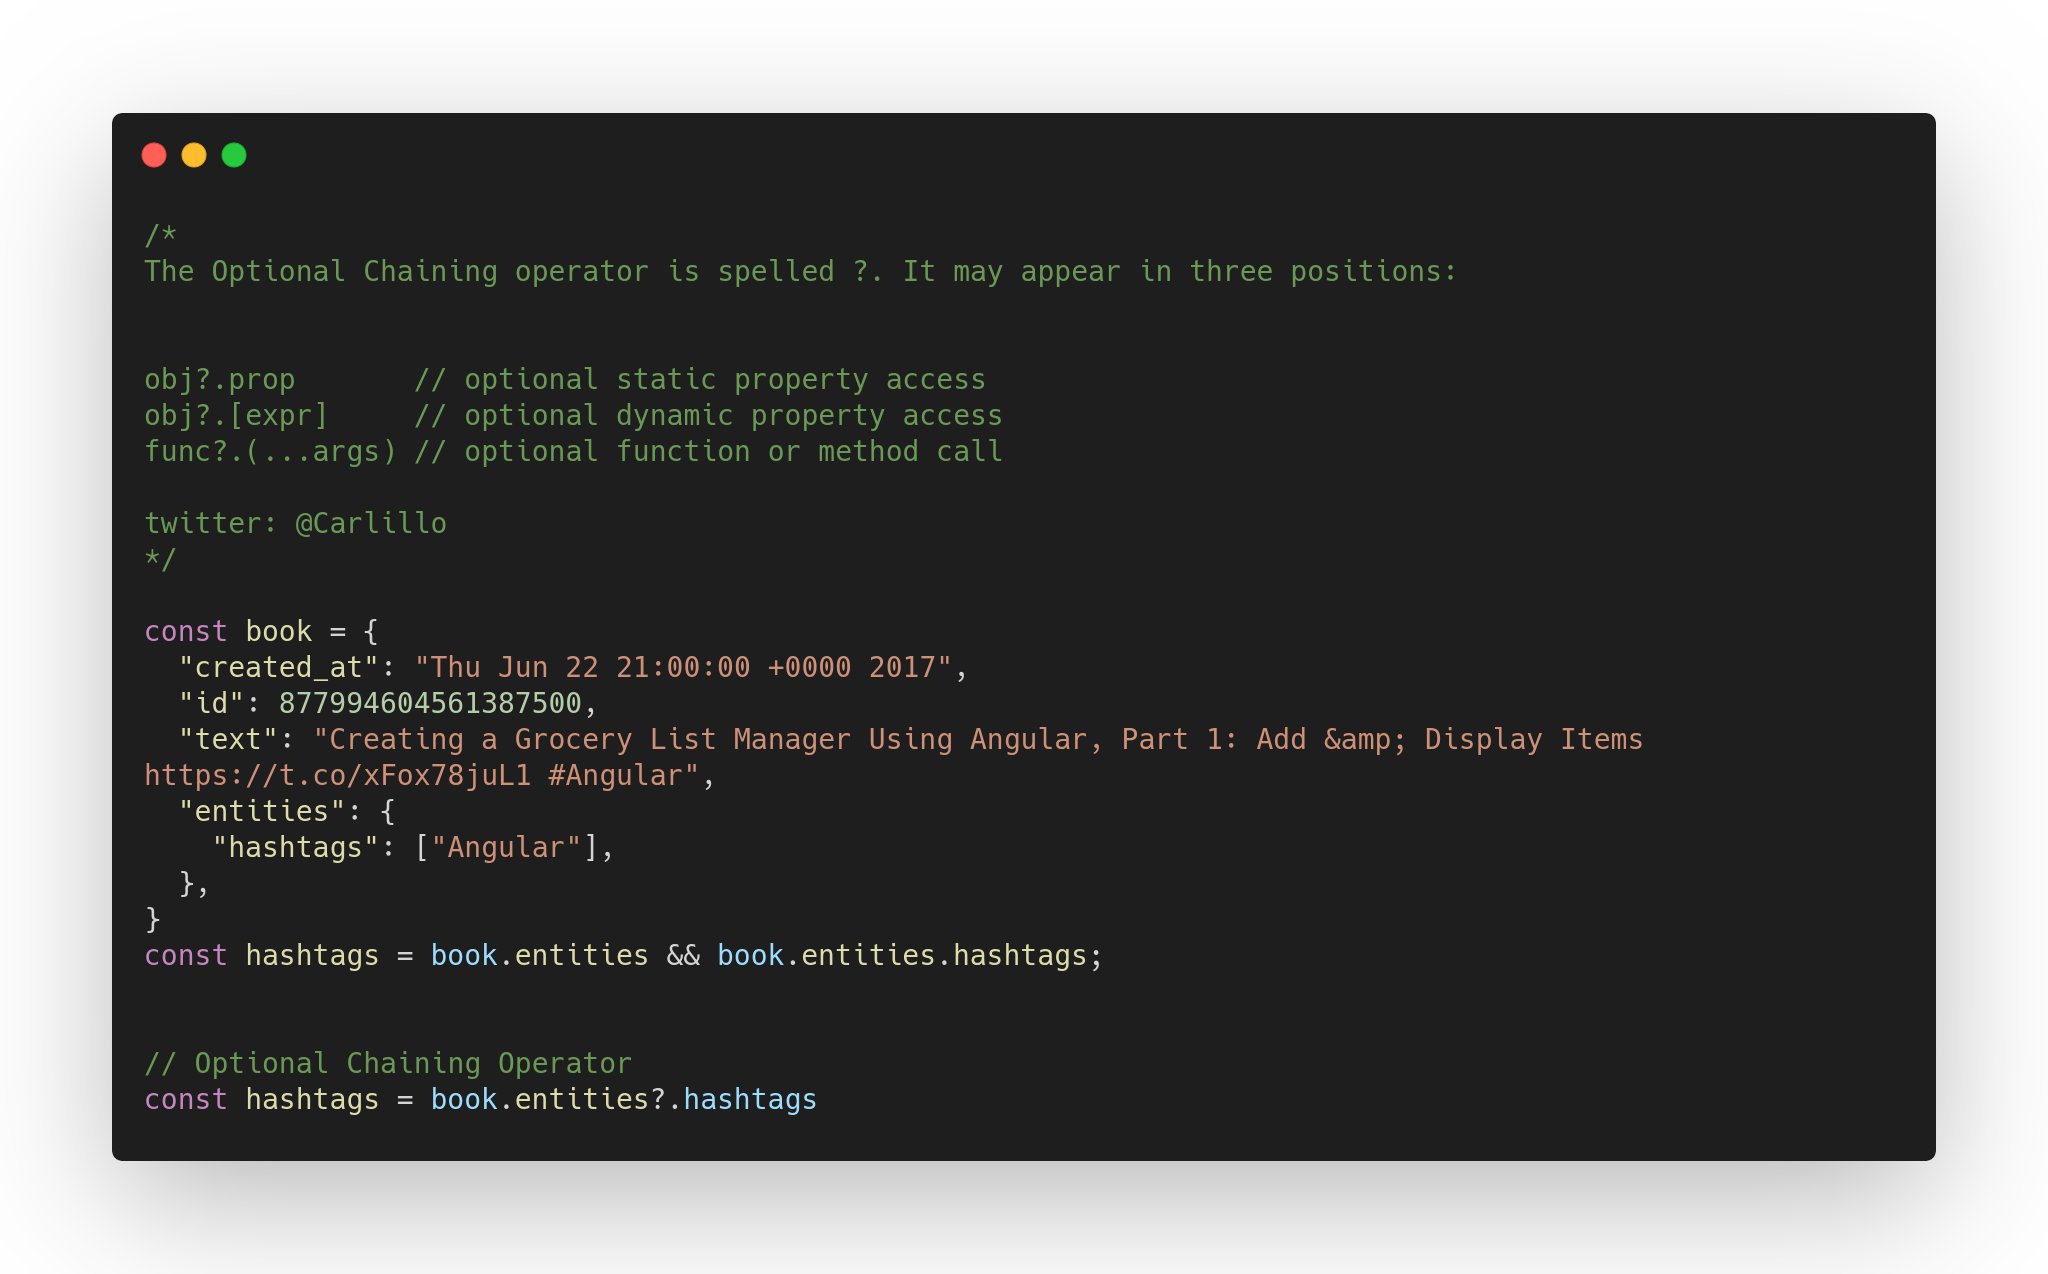 /*
The Optional Chaining operator is spelled ?. It may appear in three positions:
obj?.prop       // optional static property access
obj?.[expr]     // optional dynamic property access
func?.(...args) // optional function or method call
twitter: @Carlillo
*/
const book = {
  "created_at": "Thu Jun 22 21:00:00 +0000 2017",
  "id": 877994604561387500,
  "text": "Creating a Grocery List Manager Using Angular, Part 1: Add &amp; Display Items
https://t.co/xFox78juL1 #Angular",
  "entities": {
    "hashtags": ["Angular"],
  },
}
const hashtags = book.entities && book.entities.hashtags;
// Optional Chaining Operator
const hashtags = book.entities?.hashtags